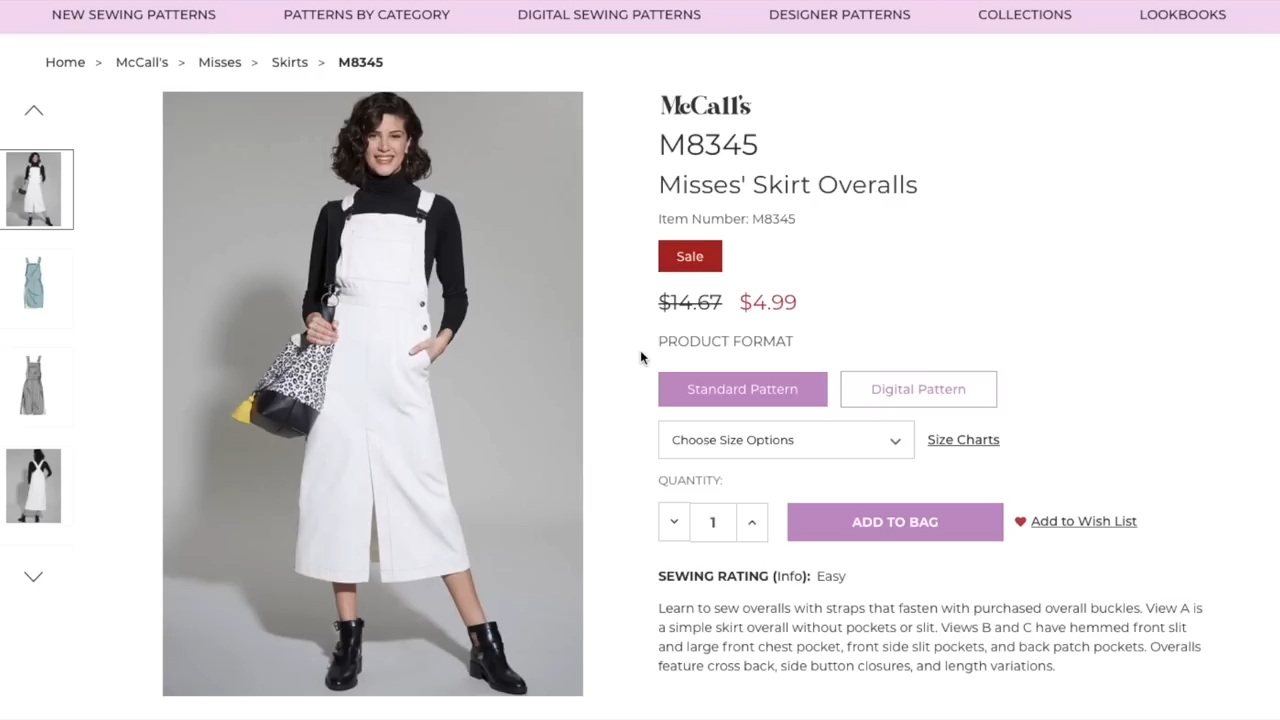 NEW SEWING PATTERNS PATTERNS BY CATEGORY DIGITAL SEWING PATTERNS DESIGNER PATTERNS COLLECTIONS LOOKBOOKS
Home > McCall's > Misses > Skirts > M8345
McCall's
M8345
Misses' Skirt Overalls
Item Number: M8345
Sale
$14.67 $4.99
PRODUCT FORMAT
Standard Pattern Digital Pattern
Choose Size Options Size Charts
QUANTITY:
1 ADD TO BAG Add to Wish List
SEWING RATING (Info): Easy
Learn to sew overalls with straps that fasten with purchased overall buckles. View A is
a simple skirt overall without pockets or slit. Views B and C have hemmed front slit
and large front chest pocket, front side slit pockets, and back patch pockets. Overalls
feature cross back, side button closures, and length variations.